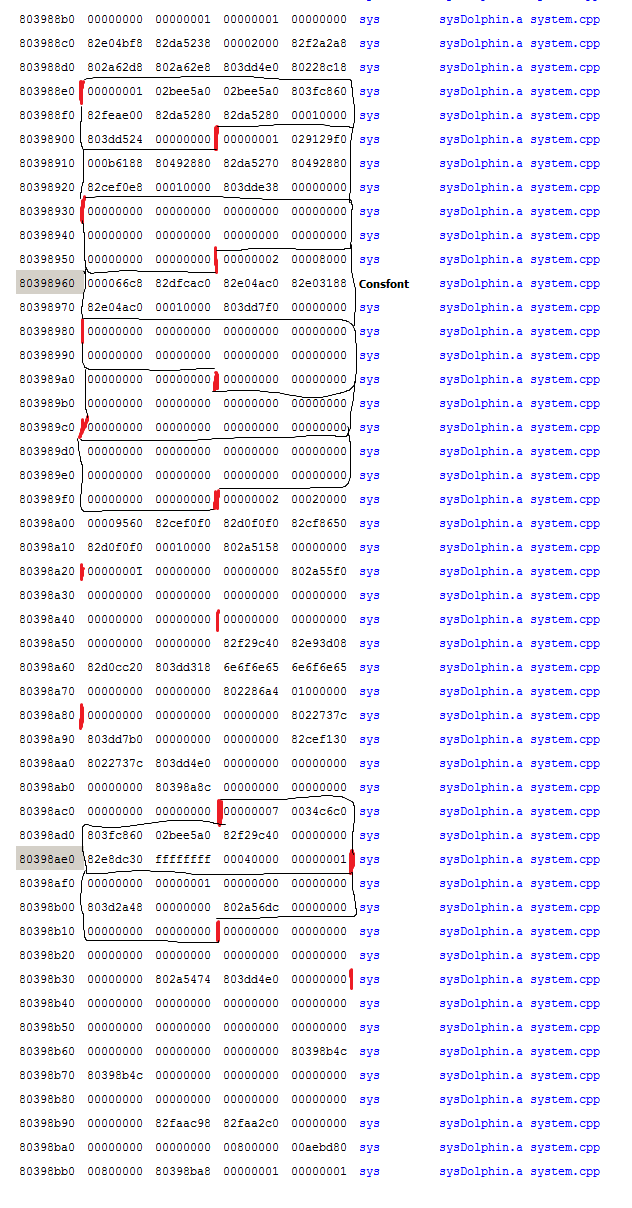 803988b0 00000000 00000001 00000001 00000000 sys sysDolphin.a system.cpp
803988c0 82e04bf8 82da5238 00002000 82f2a2a8 sys sysDolphin.a system.cpp
803988d0 802a62d8 802a62e8 803dd4e0 80228c18 sys sysDolphin.a system.cpp
803988e0 00000001 02bee5a0 02bee5a0 803fc860 sys sysDolphin.a system.cpp
803988f0 82feae00 82da5280 82da5280 00010000 sys sysDolphin.a system.cpp
80398900 803dd524 00000000 00000001 029129f0 sys sysDolphin.a system.cpp
80398910 000b6188 80492880 82da5270 80492880 sys sysDolphin.a system.cpp
80398920 82cef0e8 00010000 803dde38 00000000 sys sysDolphin.a system.cpp
80398930 00000000 00000000 00000000 00000000 sys sysDolphin.a system.cpp
80398940 00000000 00000000 00000000 00000000 sys sysDolphin.a system.cpp
80398950 00000000 00000000 00000002 00008000 sys sysDolphin.a system.cpp
80398960 000066c8 82dfcac0 82e04ac0 82e03188 Consfont sysDolphin.a system.cpp
80398970 82e04ac0 00010000 803dd7f0 00000000 sys sysDolphin.a system.cpp
80398980 00000000 00000000 00000000 00000000 sys sysDolphin.a system.cpp
80398990 00000000 00000000 00000000 00000000 sys sysDolphin.a system.cpp
803989a0 00000000 00000000 00000000 00000000 sys sysDolphin.a system.cpp
803989b0 00000000 00000000 00000000 00000000 sys sysDolphin.a system.cpp
803989c0 00000000 00000000 00000000 00000000 sys sysDolphin.a system.cpp
803989d0 00000000 00000000 00000000 00000000 sys sysDolphin.a system.cpp
803989e0 00000000 00000000 00000000 00000000 sys sysDolphin.a system.cpp
803989f0 00000000 00000000 00000002 00020000 sys sysDolphin.a system.cpp
80398a00 00009560 82cef0f0 82d0f0f0 82cf8650 sys sysDolphin.a system.cpp
80398a10 82d0f0f0 00010000 802a5158 00000000 sys sysDolphin.a system.cpp
80398a20 00000001 00000000 00000000 802a55f0 sys sysDolphin.a system.cpp
80398a30 00000000 00000000 00000000 00000000 sys sysDolphin.a system.cpp
80398a40 00000000 00000000 00000000 00000000 sys sysDolphin.a system.cpp
80398a50 00000000 00000000 82f29c40 82e93d08 sys sysDolphin.a system.cpp
80398a60 82d0cc20 803dd318 6e6f6e65 6e6f6e65 sys sysDolphin.a system.cpp
80398a70 00000000 00000000 802286a4 01000000 sys sysDolphin.a system.cpp
80398a80 00000000 00000000 00000000 8022737c sys sysDolphin.a system.cpp
80398a90 803dd7b0 00000000 00000000 82cef130 sys sysDolphin.a system.cpp
80398aa0 8022737c 803dd4e0 00000000 00000000 sys sysDolphin.a system.cpp
80398ab0 00000000 80398a8c 00000000 00000000 sys sysDolphin.a system.cpp
80398ac0 00000000 00000000 00000007 0034c6c0 sys sysDolphin.a system.cpp
80398ad0 803fc860 02bee5a0 82f29c40 00000000 sys sysDolphin.a system.cpp
80398ae0 82e8dc30 ffffffff 00040000 00000001 sys sysDolphin.a system.cpp
80398af0 00000000 00000001 00000000 00000000 sys sysDolphin.a system.cpp
80398b00 803d2a48 00000000 802a56dc 00000000 sys sysDolphin.a system.cpp
80398b10 00000000 00000000 00000000 00000000 sys sysDolphin.a system.cpp
80398b20 00000000 00000000 00000000 00000000 sys sysDolphin.a system.cpp
80398b30 00000000 802a5474 803dd4e0 00000000 sys sysDolphin.a system.cpp
80398b40 00000000 00000000 00000000 00000000 sys sysDolphin.a system.cpp
80398b50 00000000 00000000 00000000 00000000 sys sysDolphin.a system.cpp
80398b60 00000000 00000000 00000000 80398b4c sys sysDolphin.a system.cpp
80398b70 80398b4c 00000000 00000000 00000000 sys sysDolphin.a system.cpp
80398b80 00000000 00000000 00000000 00000000 sys sysDolphin.a system.cpp
80398b90 00000000 82faac98 82faa2c0 00000000 sys sysDolphin.a system.cpp
80398ba0 00000000 00000000 00800000 00aebd80 sys sysDolphin.a system.cpp
80398bb0 00800000 80398ba8 00000001 00000001 sys sysDolphin.a system.cpp